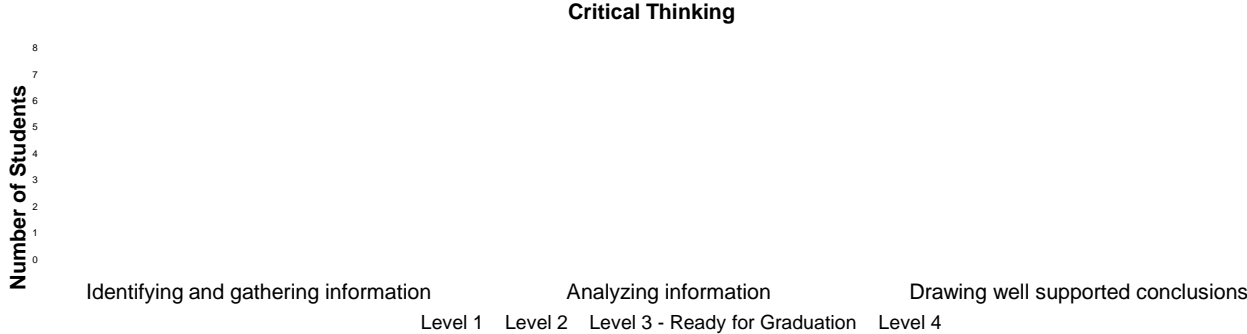 Critical Thinking
Number of Students
8
7
6
5
4
3
2
1
0
Identifying and gathering information
Analyzing information
Drawing well supported conclusions
Level 1 Level 2 Level 3 - Ready for Graduation Level 4